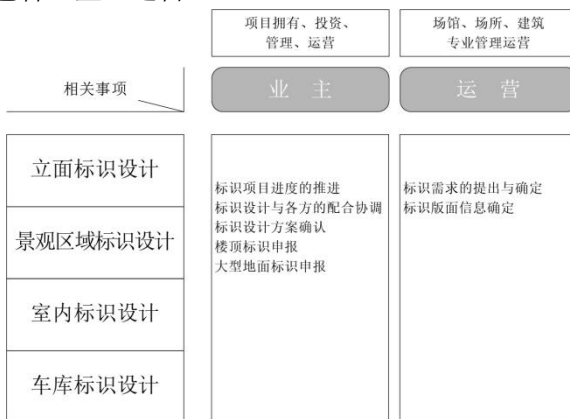 项目拥有、投资、
管理、运营
场馆、场所、建筑
专业管理运营
相关事项
业 主
运 营
立面标识设计
景观区域标识设计
室内标识设计
车库标识设计
标识项目进度的推进
标识设计与各方的配合协调
标识设计方案确认
楼顶标识申报
大型地面标识申报
标识需求的提出与确定
标识版面信息确定